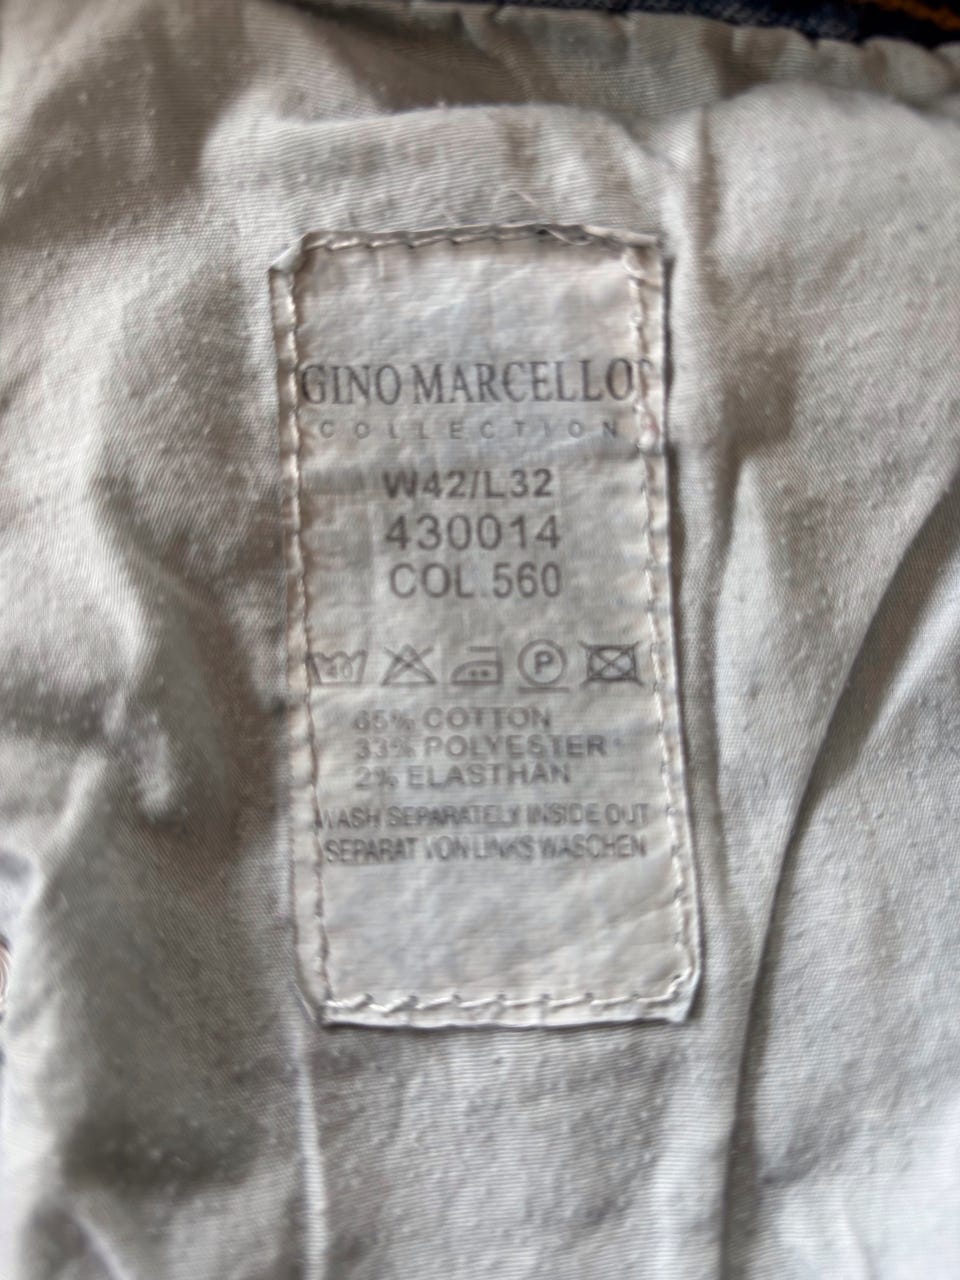 GINO MARCELLO
COLLECTION
W42/L32
430014
COL.560
P
65% COTTON
33% POLYESTER
2% ELASTHAN
WASH SEPARATELY INSIDE OUT
SEPARAT VON LINKS WASCHEN